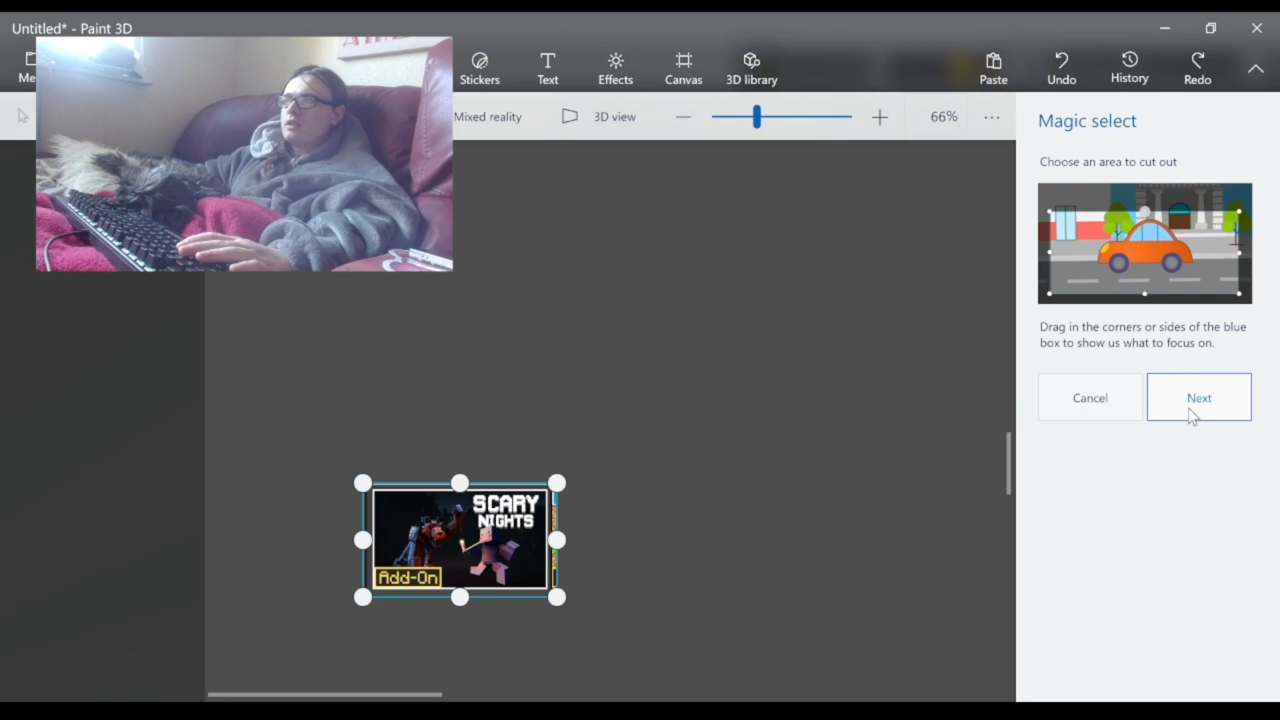 Untitled* - Paint 3D
Me
Stickers
Text
Effects
Canvas
3D library
Paste
Undo
History
Redo
Mixed reality
3D view
66%
Magic select
Choose an area to cut out
Drag in the corners or sides of the blue
box to show us what to focus on.
Cancel
Next
SCARY
NIGHTS
Add-On